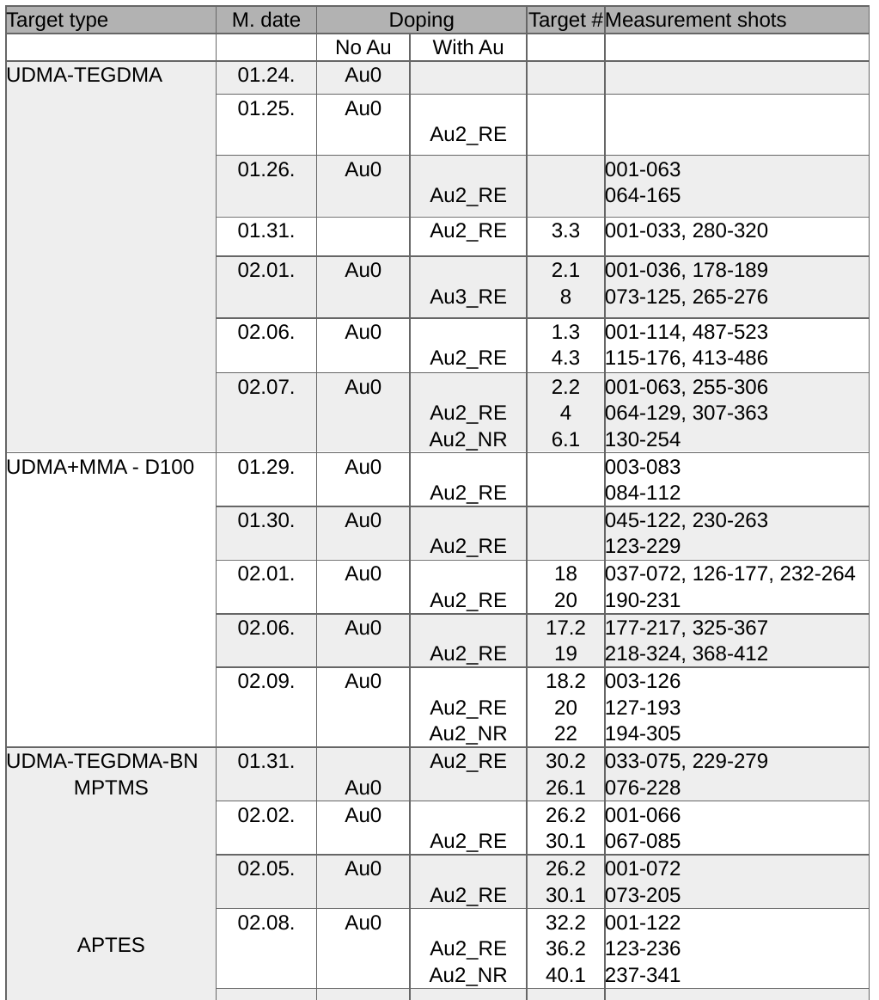 Target type M. date Doping Target # Measurement shots
No Au With Au
UDMA-TEGDMA 01.24. Au0
01.25. Au0
Au2_RE
01.26. Au0 001-063
Au2_RE 064-165
01.31. Au2_RE 3.3 001-033, 280-320
02.01. Au0 2.1 001-036, 178-189
Au3_RE 8 073-125, 265-276
02.06. Au0 1.3 001-114, 487-523
Au2_RE 4.3 115-176, 413-486
02.07. Au0 2.2 001-063, 255-306
Au2_RE 4 064-129, 307-363
Au2_NR 6.1 130-254
UDMA+MMA - D100 01.29. Au0 003-083
Au2_RE 084-112
01.30. Au0 045-122, 230-263
Au2_RE 123-229
02.01. Au0 18 037-072, 126-177, 232-264
Au2_RE 20 190-231
02.06. Au0 17.2 177-217, 325-367
Au2_RE 19 218-324, 368-412
02.09. Au0 18.2 003-126
Au2_RE 20 127-193
Au2_NR 22 194-305
UDMA-TEGDMA-BN 01.31. Au2_RE 30.2 033-075, 229-279
MPTMS Au0 26.1 076-228
02.02. Au0 26.2 001-066
Au2_RE 30.1 067-085
02.05. Au0 26.2 001-072
Au2_RE 30.1 073-205
02.08. Au0 32.2 001-122
APTES Au2_RE 36.2 123-236
Au2_NR 40.1 237-341